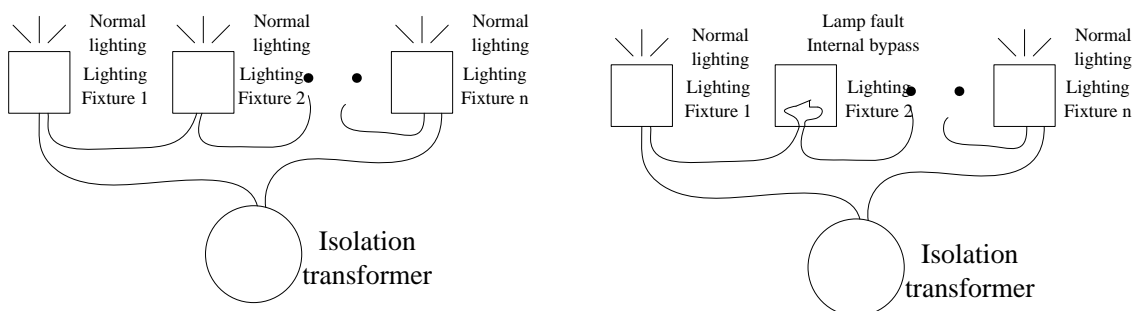 Normal
lighting
Lighting
Fixture 1
Normal
lighting
Lighting
Fixture 2
Normal
lighting
Lighting
Fixture n
Isolation
transformer
Normal
lighting
Lighting
Fixture 1
Lamp fault
Internal bypass
Lighting
Fixture 2
Normal
lighting
Lighting
Fixture n
Isolation
transformer